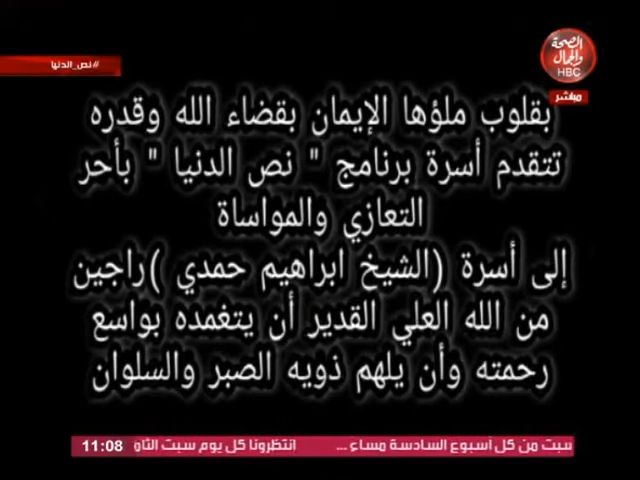 الصحة
والجمال
HBC
#نص_الدنيا
مباشر
بقلوب ملؤها الإيمان بقضاء الله وقدره
تتقدم أسرة برنامج " نص الدنيا " بأحر
التعازي والمواساة
إلى أسرة (الشيخ ابراهيم حمدي )راجين
من الله العلي القدير أن يتغمده بواسع
رحمته وأن يلهم ذويه الصبر والسلوان
سبت من كل اسبوع السادسة مساء ... انتظرونا كل يوم سبت الثان
11:08